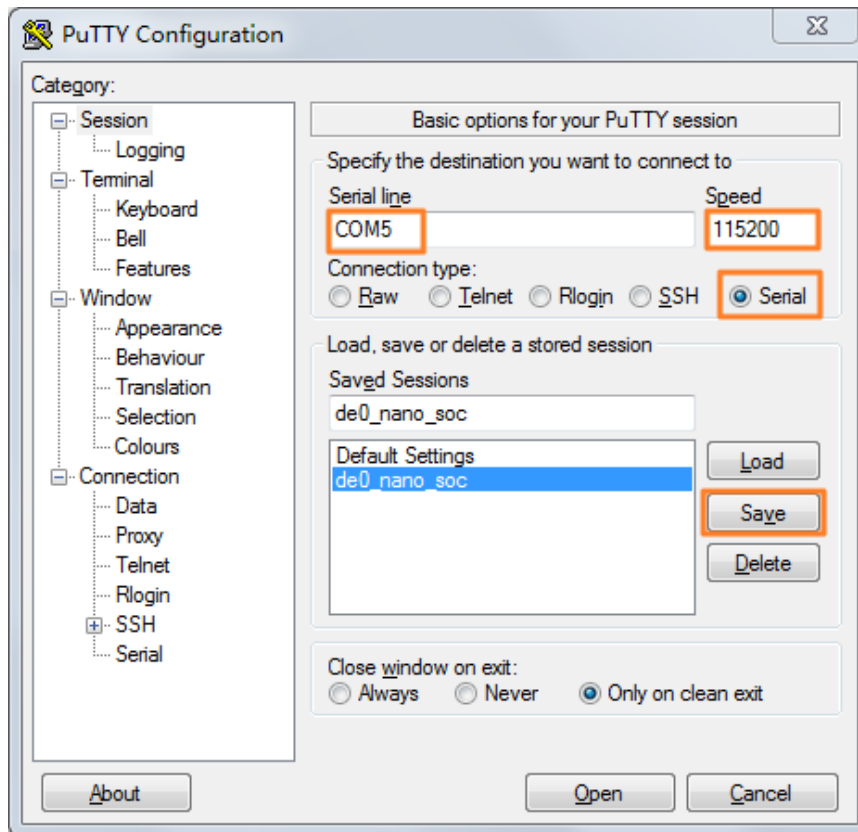 PuTTY Configuration
Category:
Session
Logging
Terminal
Keyboard
Bell
Features
Window
Appearance
Behaviour
Translation
Selection
Colours
Connection
Data
Proxy
Telnet
Rlogin
SSH
Serial
Basic options for your PuTTY session
Specify the destination you want to connect to
Serial line Speed
COM5 115200
Connection type:
Raw Telnet Rlogin SSH Serial
Load, save or delete a stored session
Saved Sessions
de0_nano_soc
Default Settings
de0_nano_soc
Load
Save
Delete
Close window on exit:
Always Never Only on clean exit
About Open Cancel